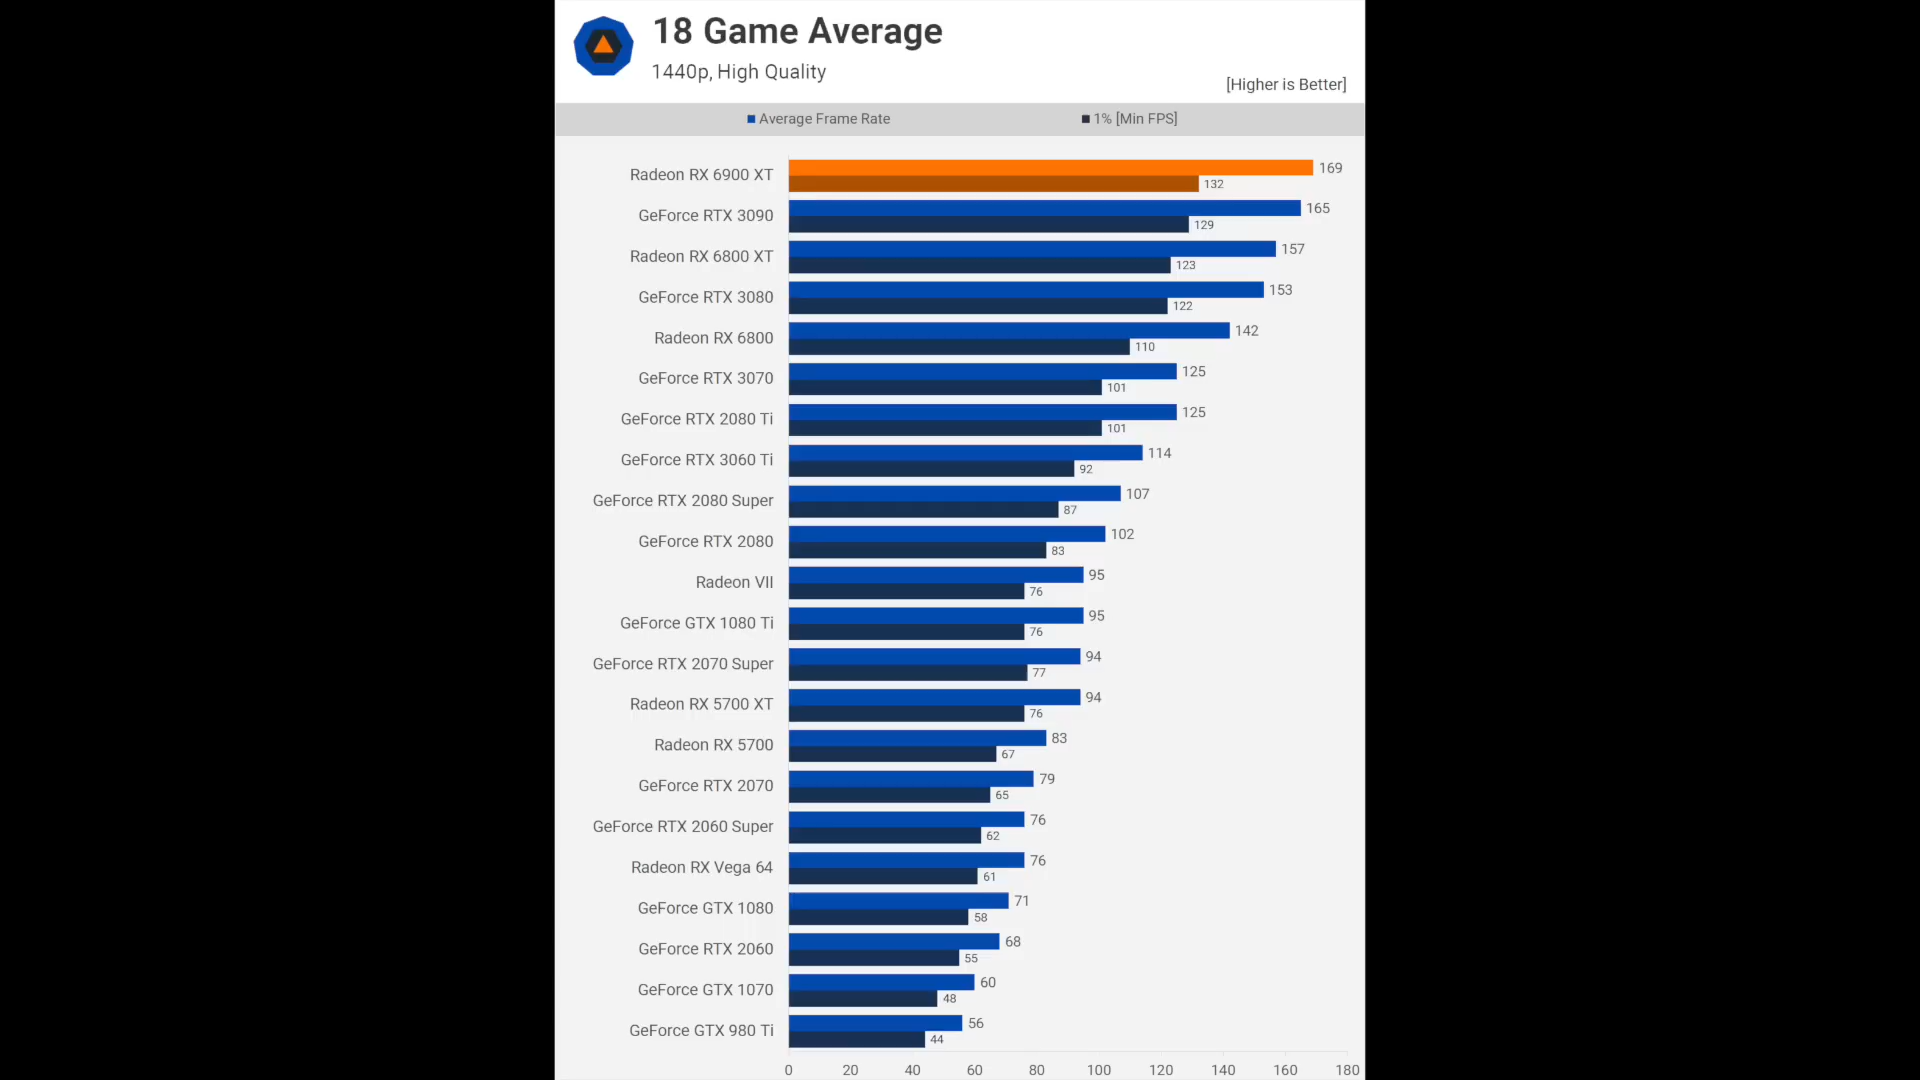 18 Game Average
1440p, High Quality
[Higher is Better]
Average Frame Rate
1% [Min FPS]
Radeon RX 6900 XT 169 132
GeForce RTX 3090 165 129
Radeon RX 6800 XT 157 123
GeForce RTX 3080 153 122
Radeon RX 6800 142 110
GeForce RTX 3070 125 101
GeForce RTX 2080 Ti 125 101
GeForce RTX 3060 Ti 114 92
GeForce RTX 2080 Super 107 87
GeForce RTX 2080 102 83
Radeon VII 95 76
GeForce GTX 1080 Ti 95 76
GeForce RTX 2070 Super 94 77
Radeon RX 5700 XT 94 76
Radeon RX 5700 83 67
GeForce RTX 2070 79 65
GeForce RTX 2060 Super 76 62
Radeon RX Vega 64 76 61
GeForce GTX 1080 71 58
GeForce RTX 2060 68 55
GeForce GTX 1070 60 48
GeForce GTX 980 Ti 56 44
0 20 40 60 80 100 120 140 160 180